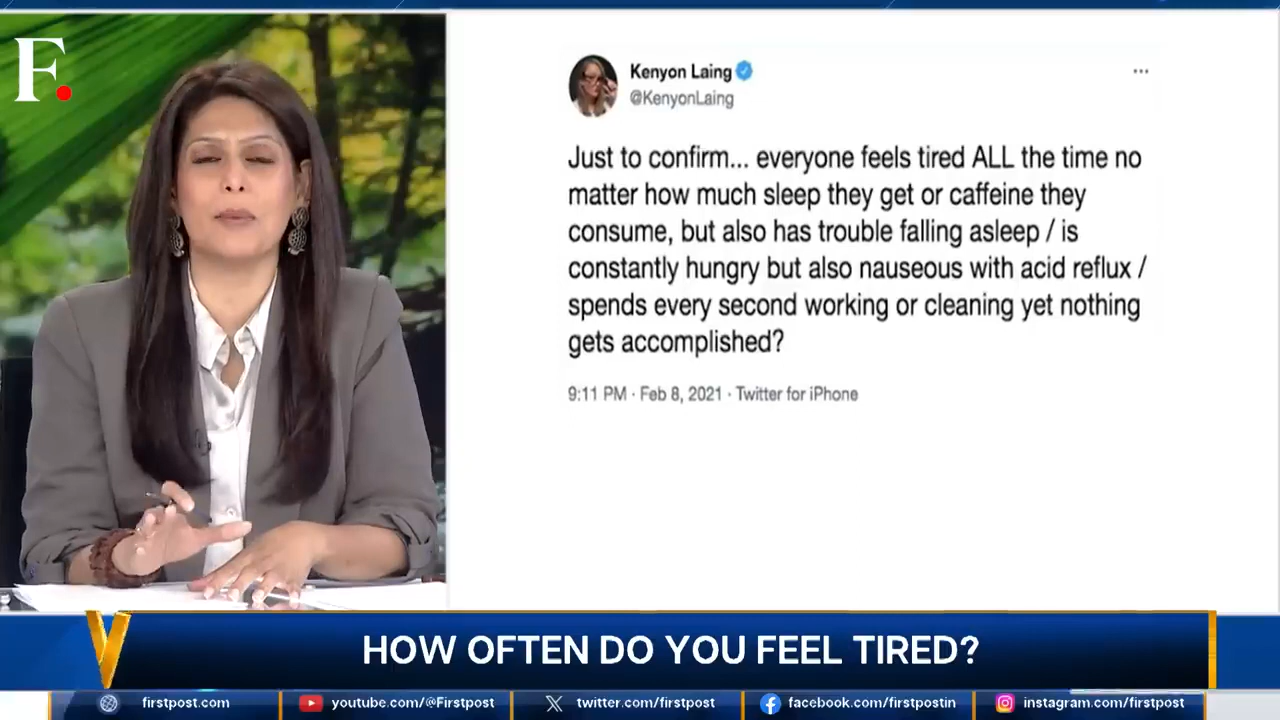 F.
Kenyon Laing
@KenyonLaing
Just to confirm... everyone feels tired ALL the time no
matter how much sleep they get or caffeine they
consume, but also has trouble falling asleep / is
constantly hungry but also nauseous with acid reflux /
spends every second working or cleaning yet nothing
gets accomplished?
9:11 PM · Feb 8, 2021 · Twitter for iPhone
V
HOW OFTEN DO YOU FEEL TIRED?
firstpost.com
youtube.com/@Firstpost
twitter.com/firstpost
facebook.com/firstpostin
instagram.com/firstpost